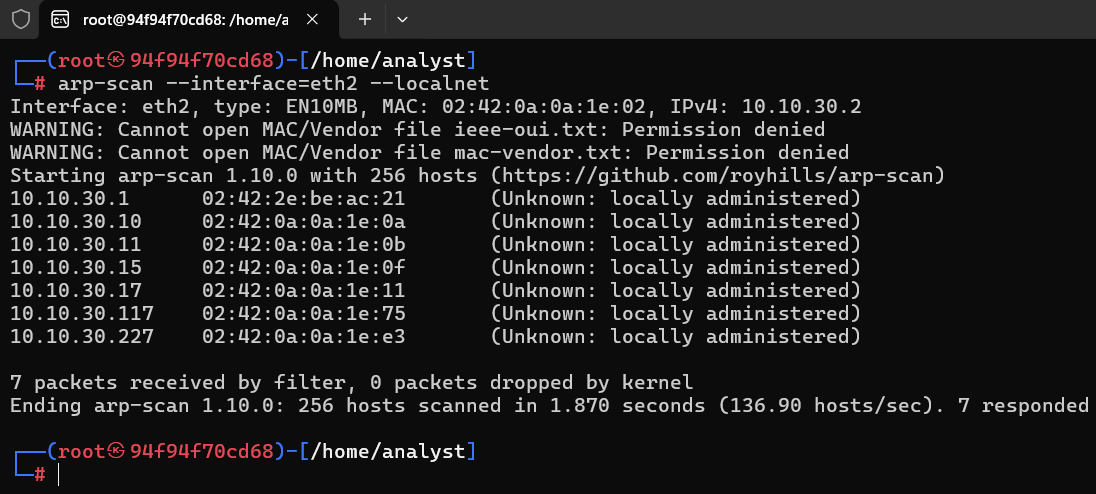 root@94f94f70cd68: /home/a
┌──(root㉿94f94f70cd68)-[/home/analyst]
└─# arp-scan --interface=eth2 --localnet
Interface: eth2, type: EN10MB, MAC: 02:42:0a:0a:1e:02, IPv4: 10.10.30.2
WARNING: Cannot open MAC/Vendor file ieee-oui.txt: Permission denied
WARNING: Cannot open MAC/Vendor file mac-vendor.txt: Permission denied
Starting arp-scan 1.10.0 with 256 hosts (https://github.com/royhills/arp-scan)
10.10.30.1      02:42:2e:be:ac:21       (Unknown: locally administered)
10.10.30.10     02:42:0a:0a:1e:0a       (Unknown: locally administered)
10.10.30.11     02:42:0a:0a:1e:0b       (Unknown: locally administered)
10.10.30.15     02:42:0a:0a:1e:0f       (Unknown: locally administered)
10.10.30.17     02:42:0a:0a:1e:11       (Unknown: locally administered)
10.10.30.117    02:42:0a:0a:1e:75       (Unknown: locally administered)
10.10.30.227    02:42:0a:0a:1e:e3       (Unknown: locally administered)
7 packets received by filter, 0 packets dropped by kernel
Ending arp-scan 1.10.0: 256 hosts scanned in 1.870 seconds (136.90 hosts/sec). 7 responded
┌──(root㉿94f94f70cd68)-[/home/analyst]
└─#